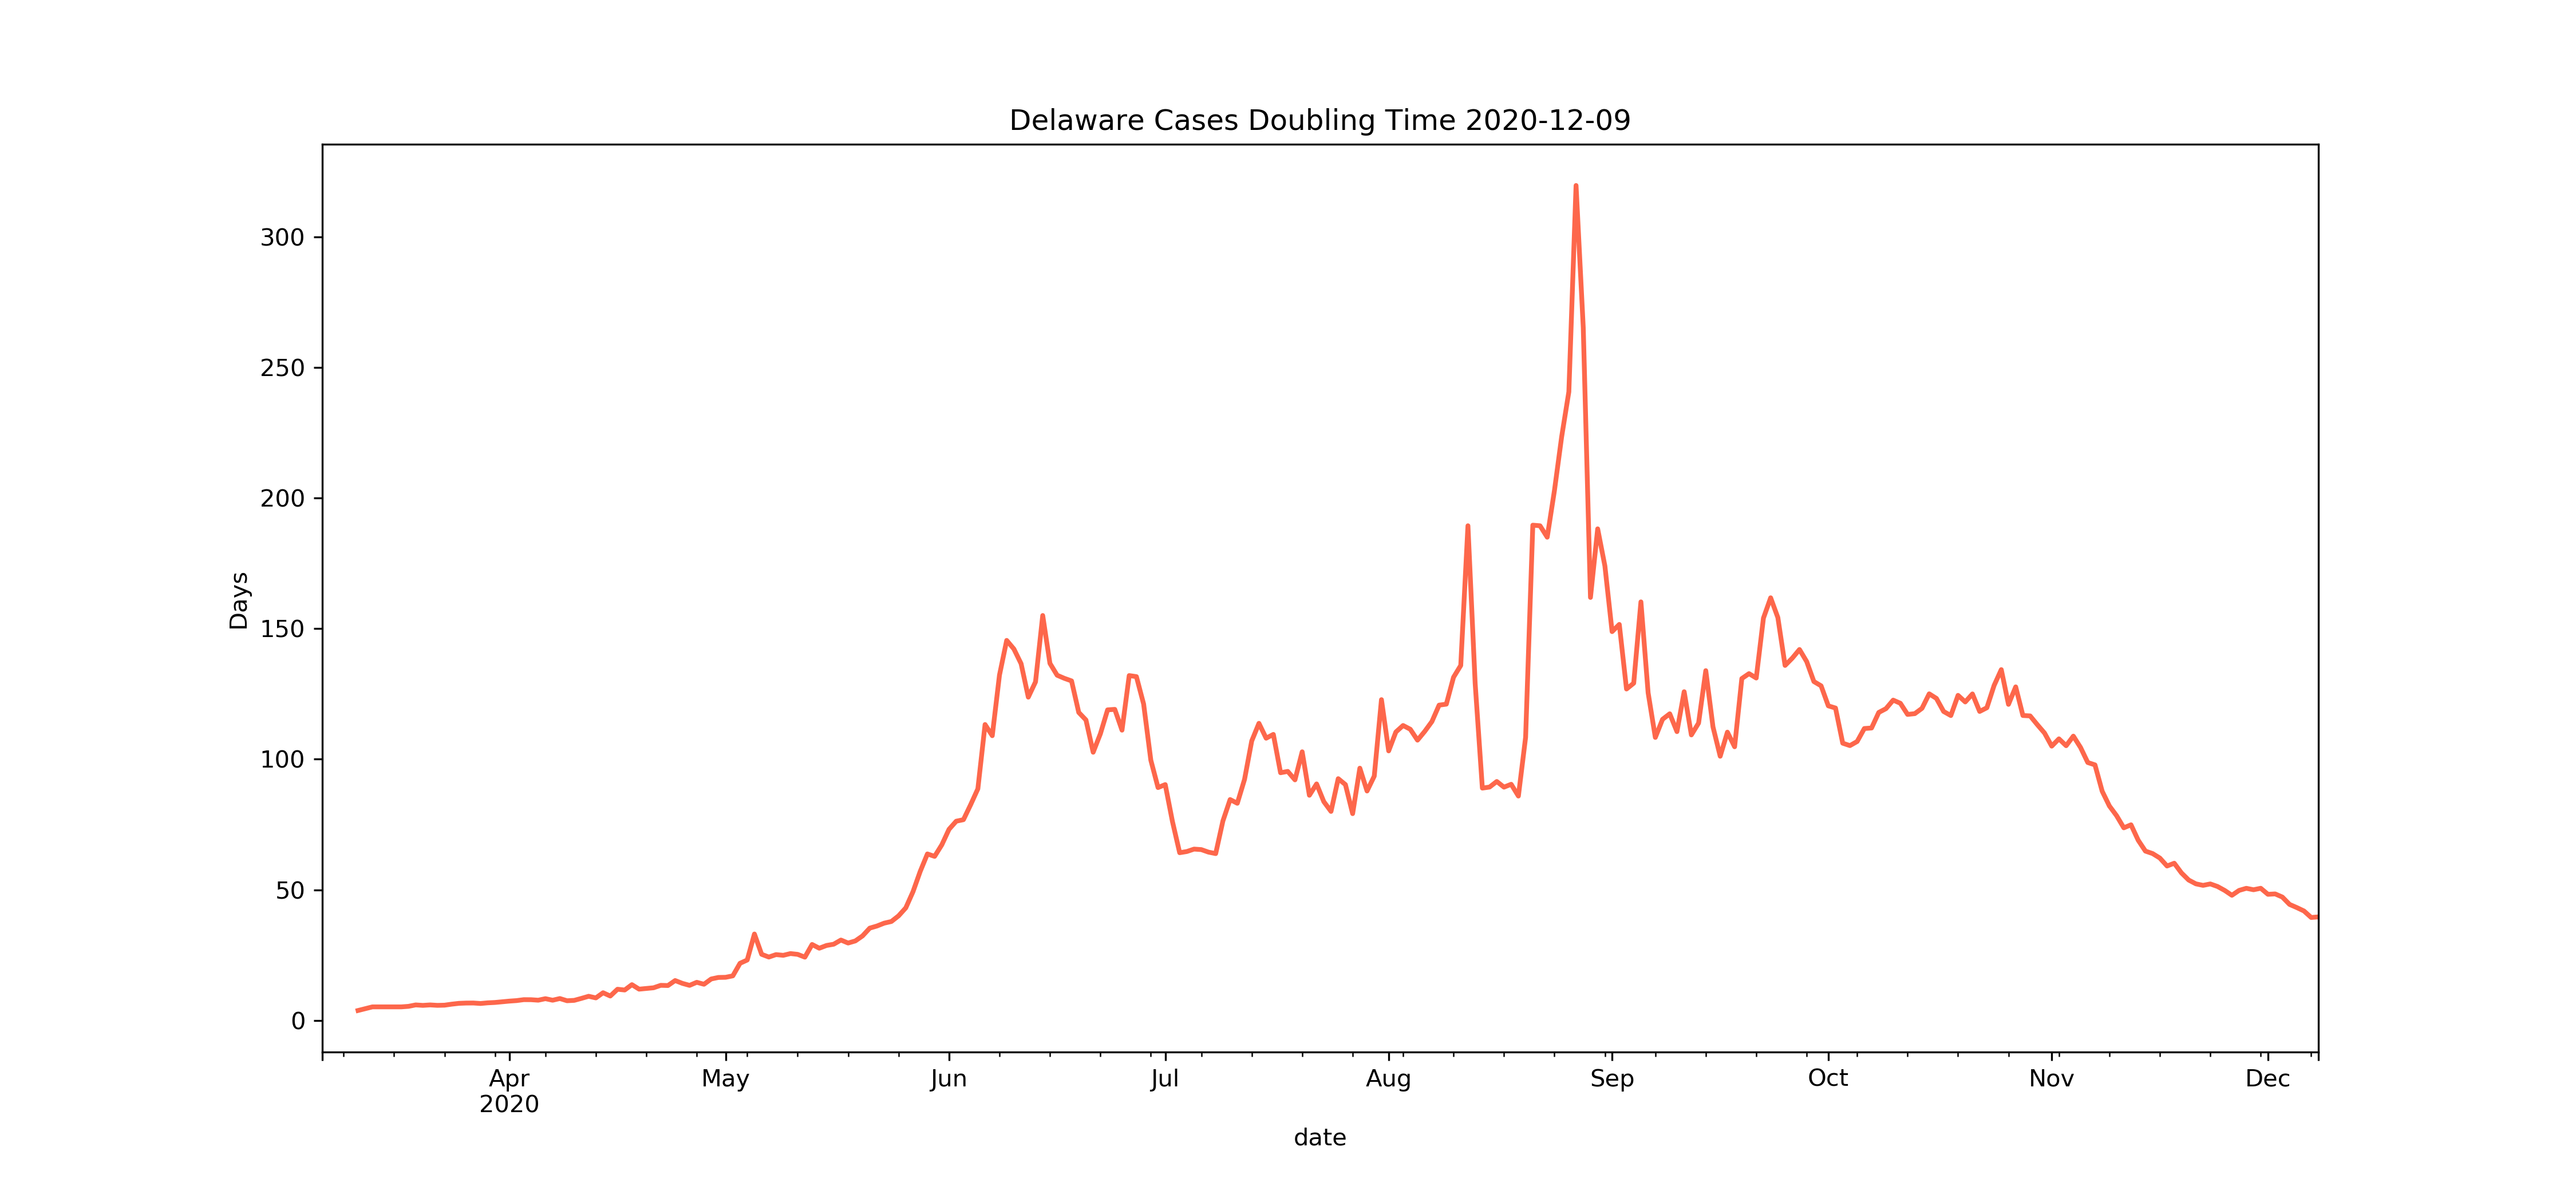 Delaware Cases Doubling Time 2020-12-09
300
250
200
150
100
50
0
Days
Apr May Jun Jul Aug Sep Oct Nov Dec
2020
date